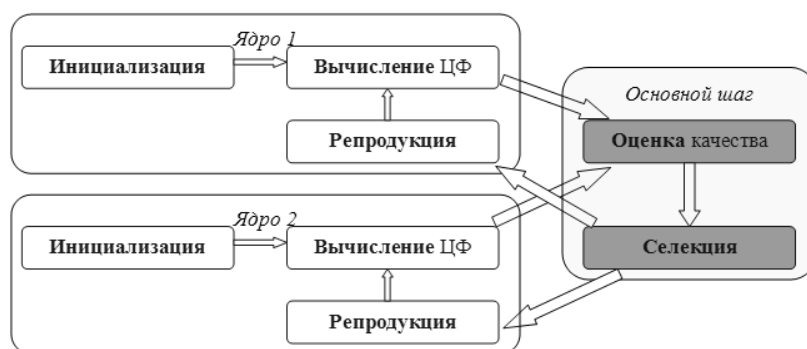 Ядро 1
Инициализация
Вычисление ЦФ
Репродукция
Основной шаг
Оценка качества
Селекция
Ядро 2
Инициализация
Вычисление ЦФ
Репродукция